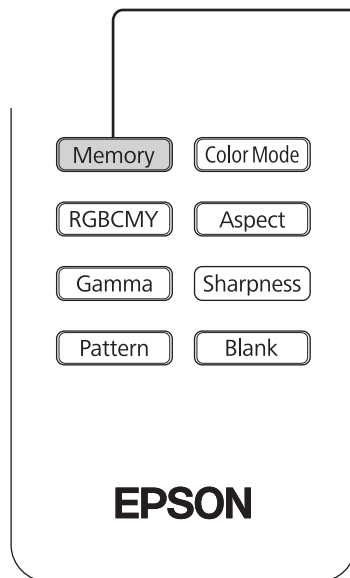 Memory Color Mode
RGBCMY Aspect
Gamma Sharpness
Pattern Blank
EPSON